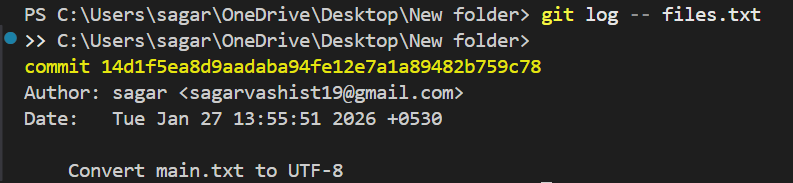 PS C:\Users\sagar\OneDrive\Desktop\New folder> git log -- files.txt
>> C:\Users\sagar\OneDrive\Desktop\New folder>
commit 14d1f5ea8d9aadaba94fe12e7a1a89482b759c78
Author: sagar <sagarvashist19@gmail.com>
Date:   Tue Jan 27 13:55:51 2026 +0530
    Convert main.txt to UTF-8